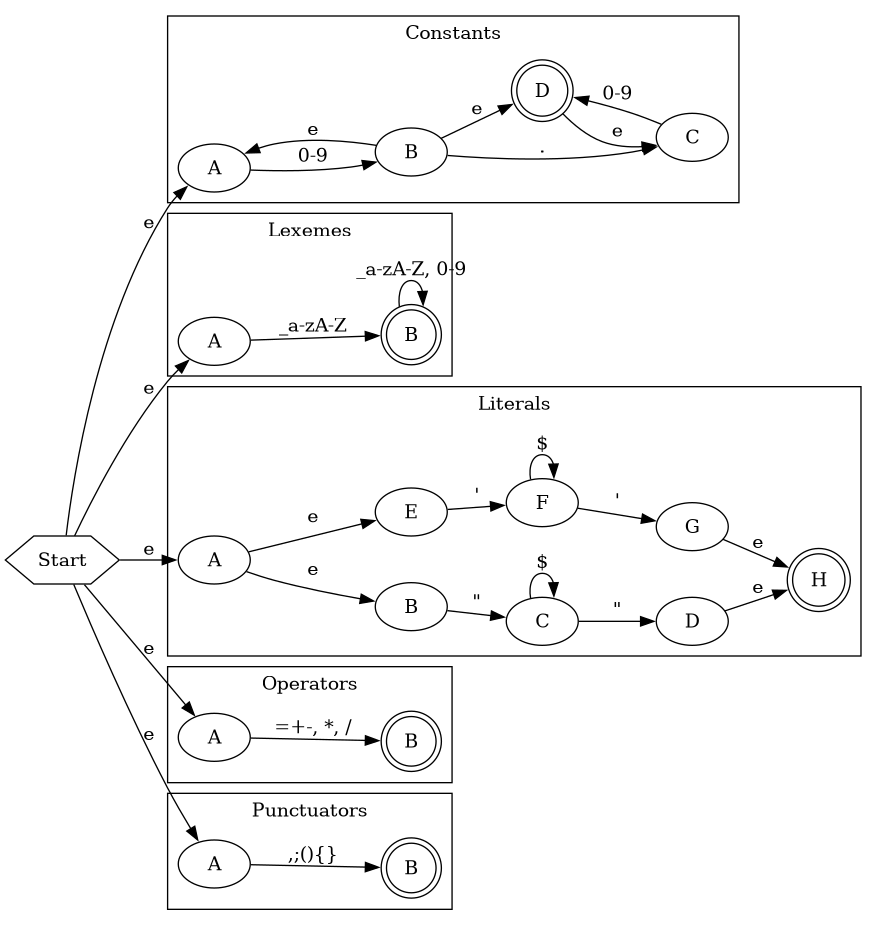 Constants
D
e
0-9
e
e
B
.
C
0-9
A
e
Lexemes
_a-zA-Z, 0-9
A
_a-zA-Z
B
e
Literals
$
E
'
F
'
G
e
e
Start
e
A
H
e
$
e
B
"
C
"
D
e
Operators
A
=+-, *, /
B
e
Punctuators
A
,;(){}
B